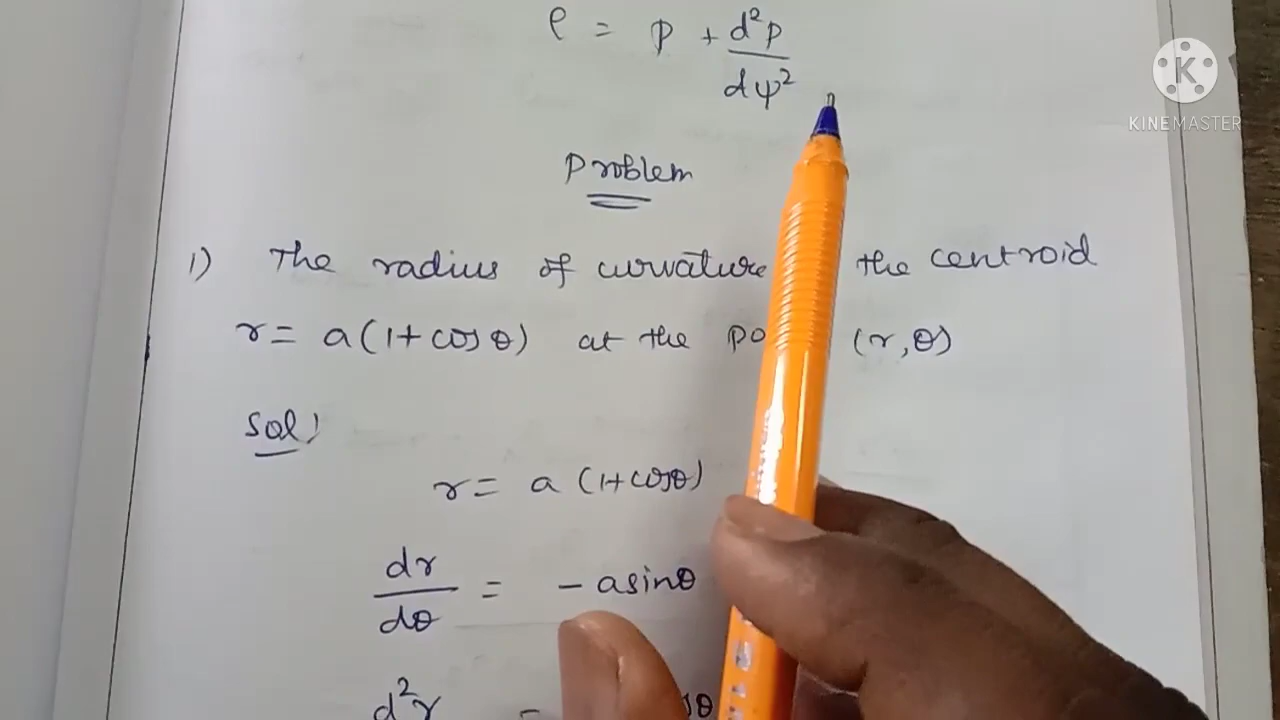 ρ = p + d²p / dψ²
K
KINEMASTER
Problem
1) The radius of curvature the centroid
r = a(1+cosθ) at the (r,θ)
Sol:
r = a (1+cosθ)
dr / dθ = - asinθ
d²r =